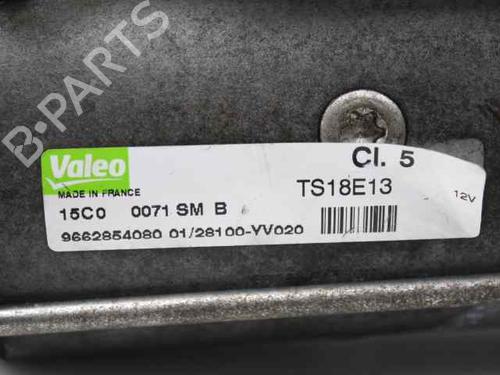 B-PARTS
Valeo
Cl. 5
MADE IN FRANCE
TS18E13
12V
15C0 0071 SM B
9662854080 01/28100-YV020